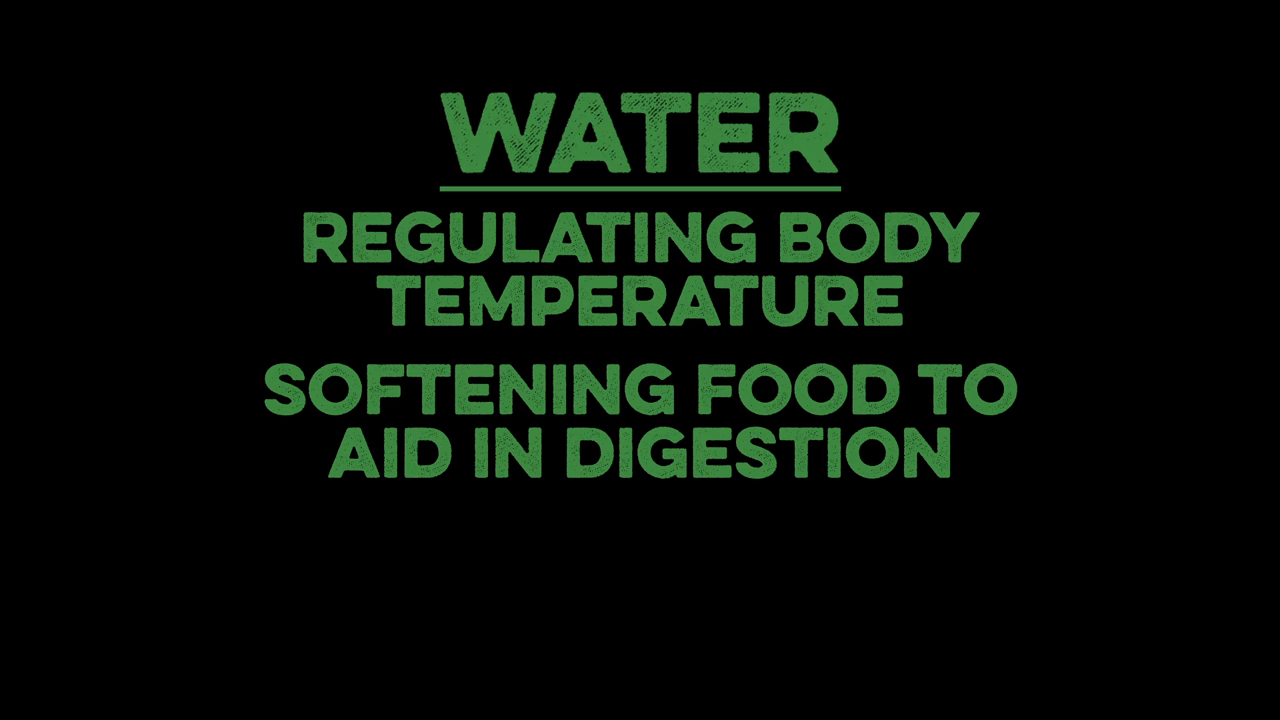 WATER
REGULATING BODY
TEMPERATURE
SOFTENING FOOD TO
AID IN DIGESTION